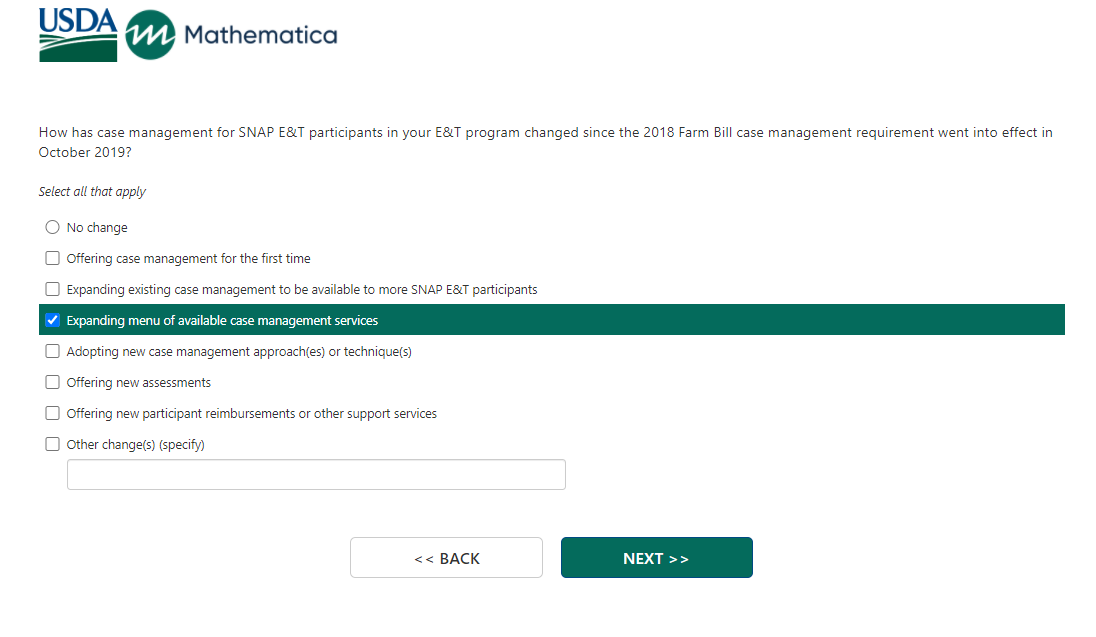 USDA m Mathematica
How has case management for SNAP E&T participants in your E&T program changed since the 2018 Farm Bill case management requirement went into effect in
October 2019?
Select all that apply
No change
Offering case management for the first time
Expanding existing case management to be available to more SNAP E&T participants
Expanding menu of available case management services
Adopting new case management approach(es) or technique(s)
Offering new assessments
Offering new participant reimbursements or other support services
Other change(s) (specify)
<< BACK
NEXT >>